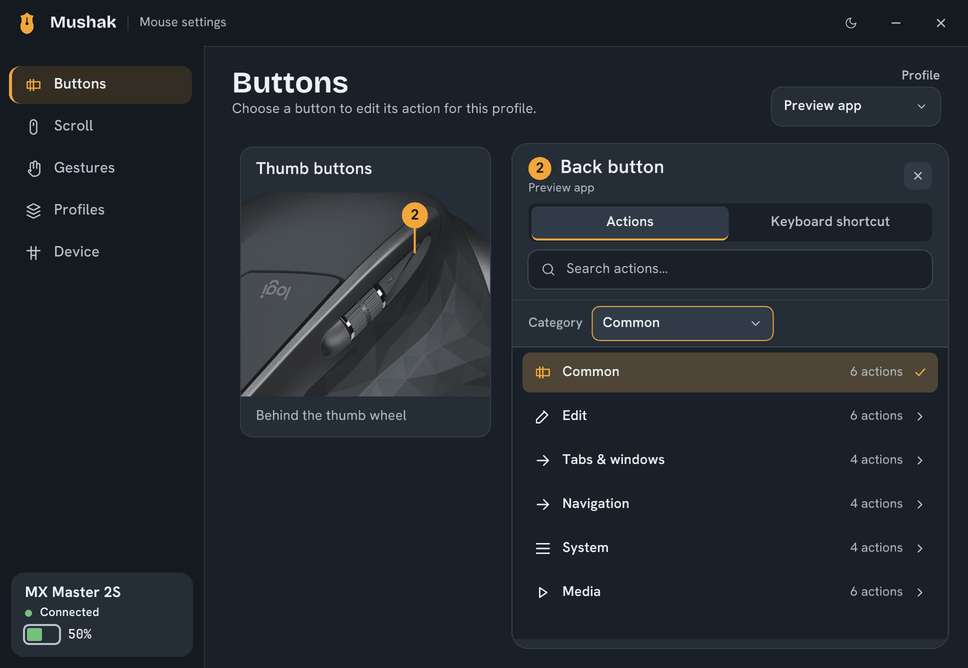 Mushak
Mouse settings
Buttons
Scroll
Gestures
Profiles
Device
MX Master 2S
Connected
50%
Buttons
Choose a button to edit its action for this profile.
Profile
Preview app
Thumb buttons
2
logi
Behind the thumb wheel
2 Back button
Preview app
Actions
Keyboard shortcut
Search actions...
Category
Common
Common 6 actions
Edit 6 actions
Tabs & windows 4 actions
Navigation 4 actions
System 4 actions
Media 6 actions